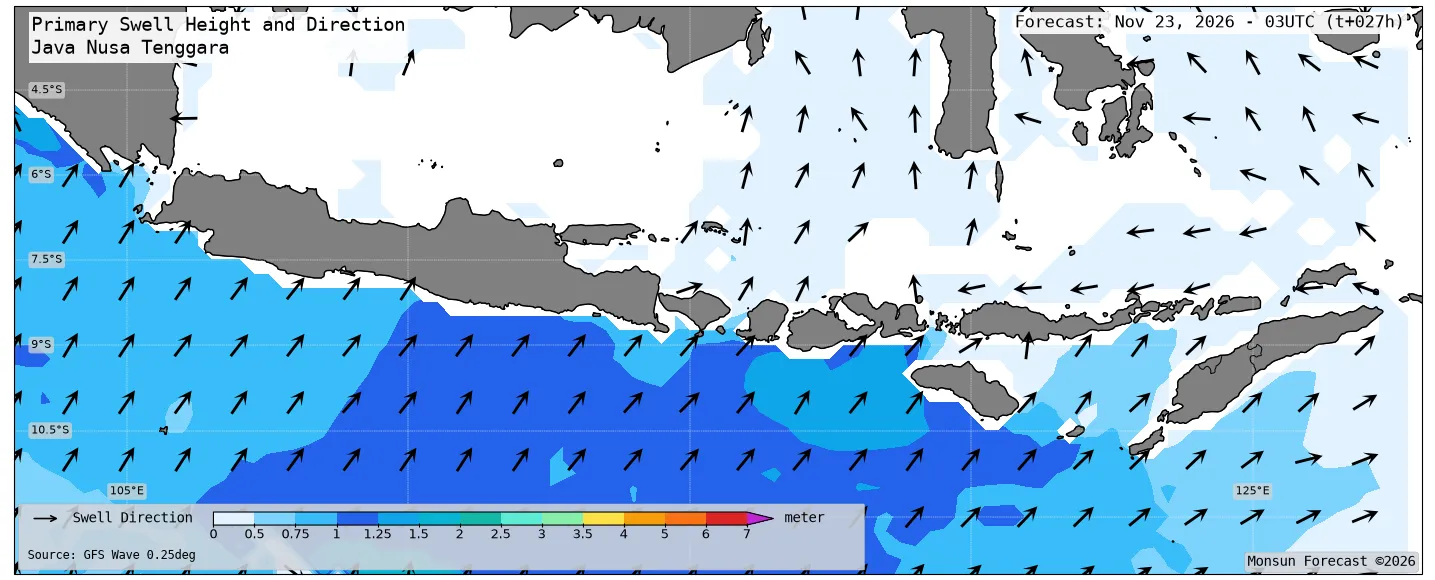 Primary Swell Height and Direction
Java Nusa Tenggara
Forecast: Nov 23, 2026 - 03UTC (t+027h)
4.5°S
6°S
7.5°S
9°S
10.5°S
105°E
125°E
Swell Direction
0 0.5 0.75 1 1.25 1.5 2 2.5 3 3.5 4 5 6 7
meter
Source: GFS Wave 0.25deg
Monsun Forecast ©2026